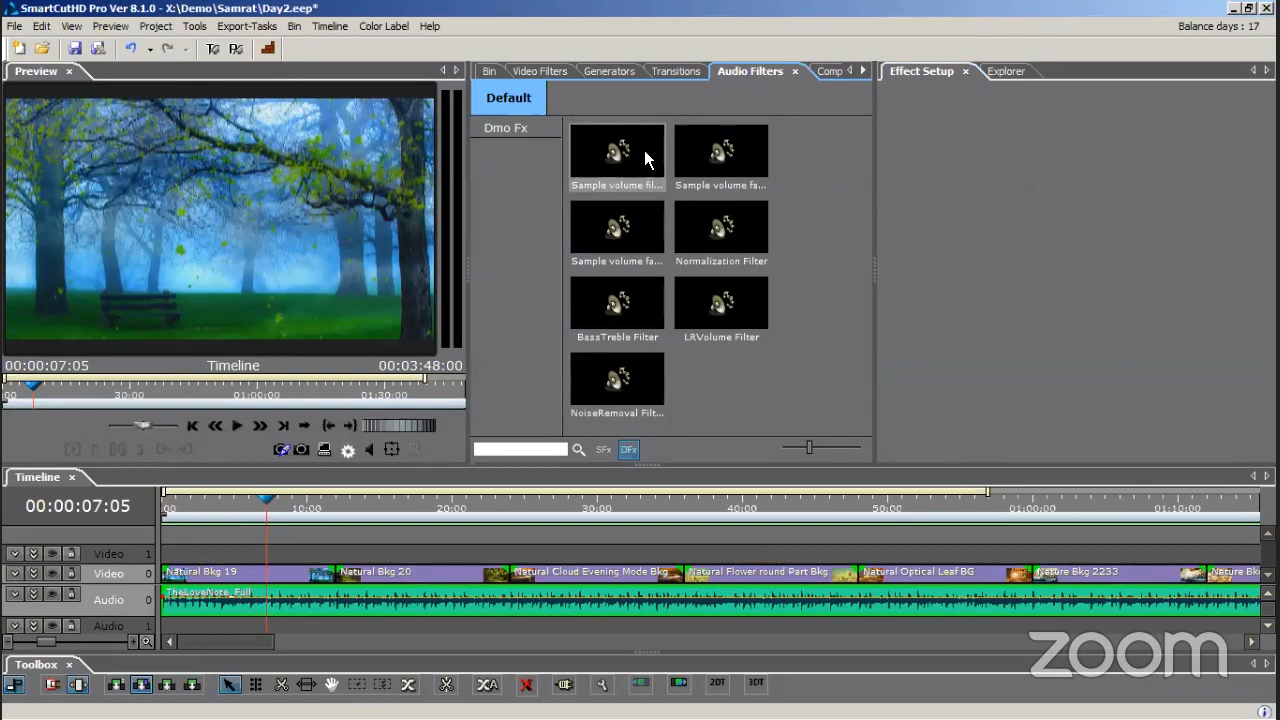 SmartCutHD Pro Ver 8.1.0 - X:\Demo\Samrat\Day2.eep*
File Edit View Preview Project Tools Export-Tasks Bin Timeline Color Label Help
Balance days : 17
Preview
Bin Video Filters Generators Transitions Audio Filters Comp
Effect Setup Explorer
Default
Dmo Fx
Sample volume fil... Sample volume fa...
Sample volume fa... Normalization Filter
BassTreble Filter LRVolume Filter
NoiseRemoval Filt...
SFx DFx
00:00:07:05 Timeline 00:03:48:00
:00 30:00 01:00:00 01:30:00
Timeline
00:00:07:05
:00 10:00 20:00 30:00 40:00 50:00 01:00:00 01:10:00
Video 1
Video 0
Natural Bkg 19 Natural Bkg 20 Natural Cloud Evening Mode Bkg Natural Flower round Part Bkg Natural Optical Leaf BG Nature Bkg 2233 Nature Bk
Audio 0
TheLoveNote_Full
Audio 1
zoom
Toolbox
XA 2DT 3DT